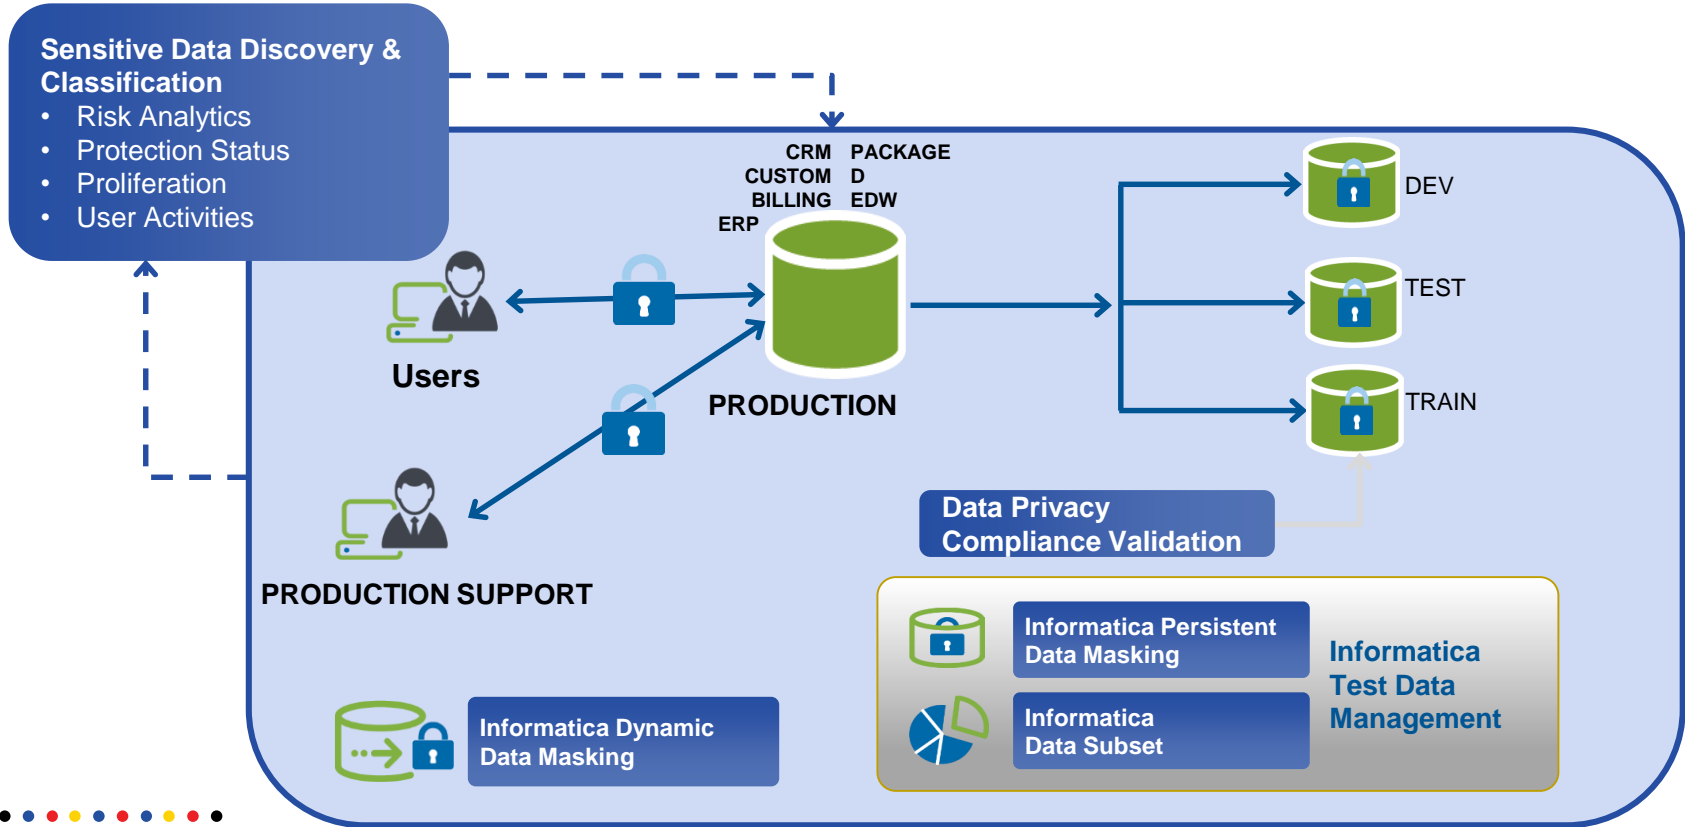 Sensitive Data Discovery &
Classification
• Risk Analytics
• Protection Status
• Proliferation
• User Activities
CRM PACKAGE
CUSTOM D
BILLING EDW
ERP
DEV
TEST
TRAIN
Users
PRODUCTION
PRODUCTION SUPPORT
Data Privacy
Compliance Validation
Informatica Persistent
Data Masking
Informatica
Data Subset
Informatica
Test Data
Management
Informatica Dynamic
Data Masking